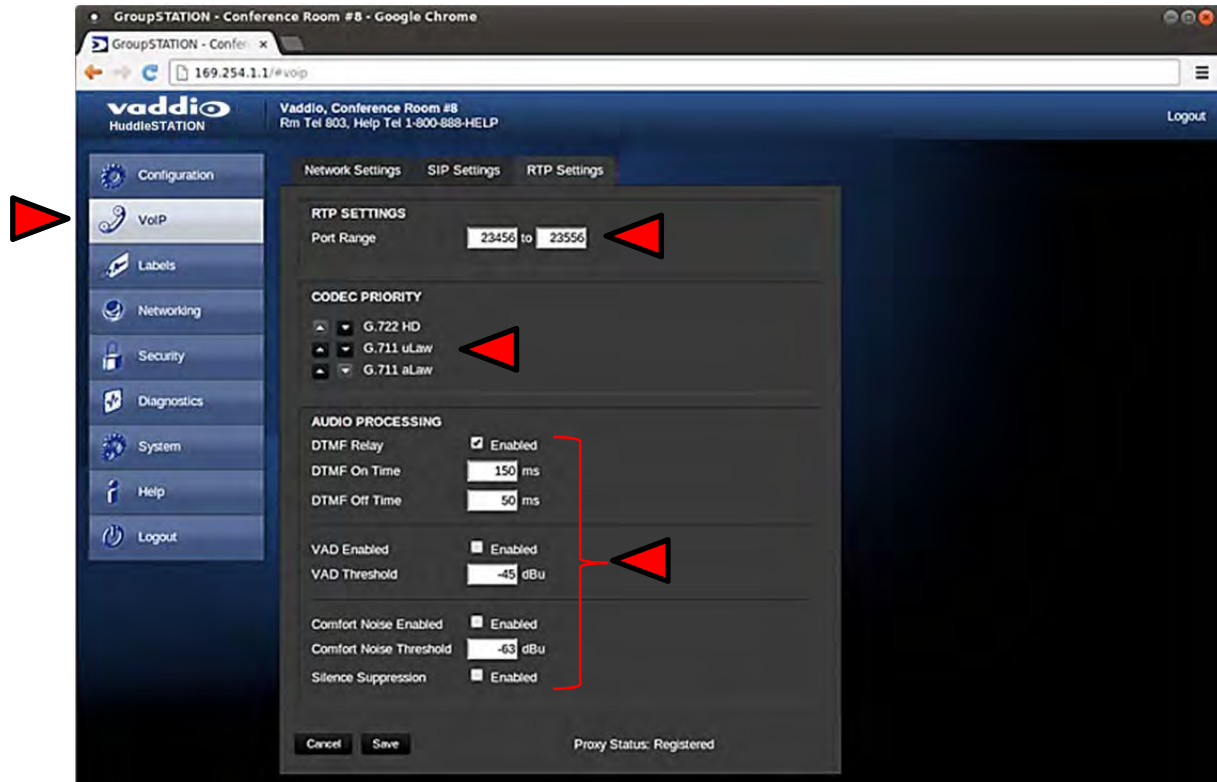 GroupSTATION - Conference Room #8 - Google Chrome
GroupSTATION - Confer
169.254.1.1/#voip
vaddio
HuddleSTATION
Vaddio, Conference Room #8
Rm Tel 803, Help Tel 1-800-888-HELP
Logout
Configuration
VoIP
Labels
Networking
Security
Diagnostics
System
Help
Logout
Network Settings SIP Settings RTP Settings
RTP SETTINGS
Port Range 23456 to 23556
CODEC PRIORITY
G.722 HD
G.711 uLaw
G.711 aLaw
AUDIO PROCESSING
DTMF Relay Enabled
DTMF On Time 150 ms
DTMF Off Time 50 ms
VAD Enabled Enabled
VAD Threshold -45 dBu
Comfort Noise Enabled Enabled
Comfort Noise Threshold -63 dBu
Silence Suppression Enabled
Cancel Save Proxy Status: Registered